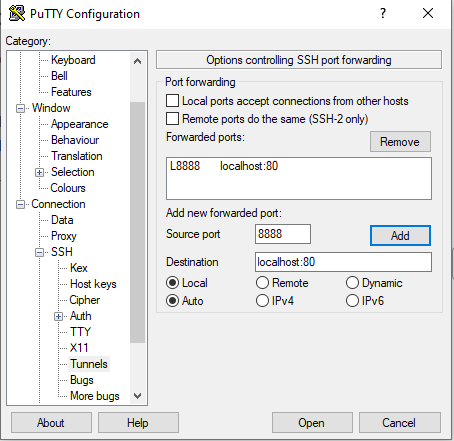 PuTTY Configuration
?
Category:
Keyboard
Bell
Features
Window
Appearance
Behaviour
Translation
Selection
Colours
Connection
Data
Proxy
SSH
Kex
Host keys
Cipher
Auth
TTY
X11
Tunnels
Bugs
More bugs
Options controlling SSH port forwarding
Port forwarding
Local ports accept connections from other hosts
Remote ports do the same (SSH-2 only)
Forwarded ports:
Remove
L8888 localhost:80
Add new forwarded port:
Source port 8888 Add
Destination localhost:80
Local Remote Dynamic
Auto IPv4 IPv6
About Help Open Cancel